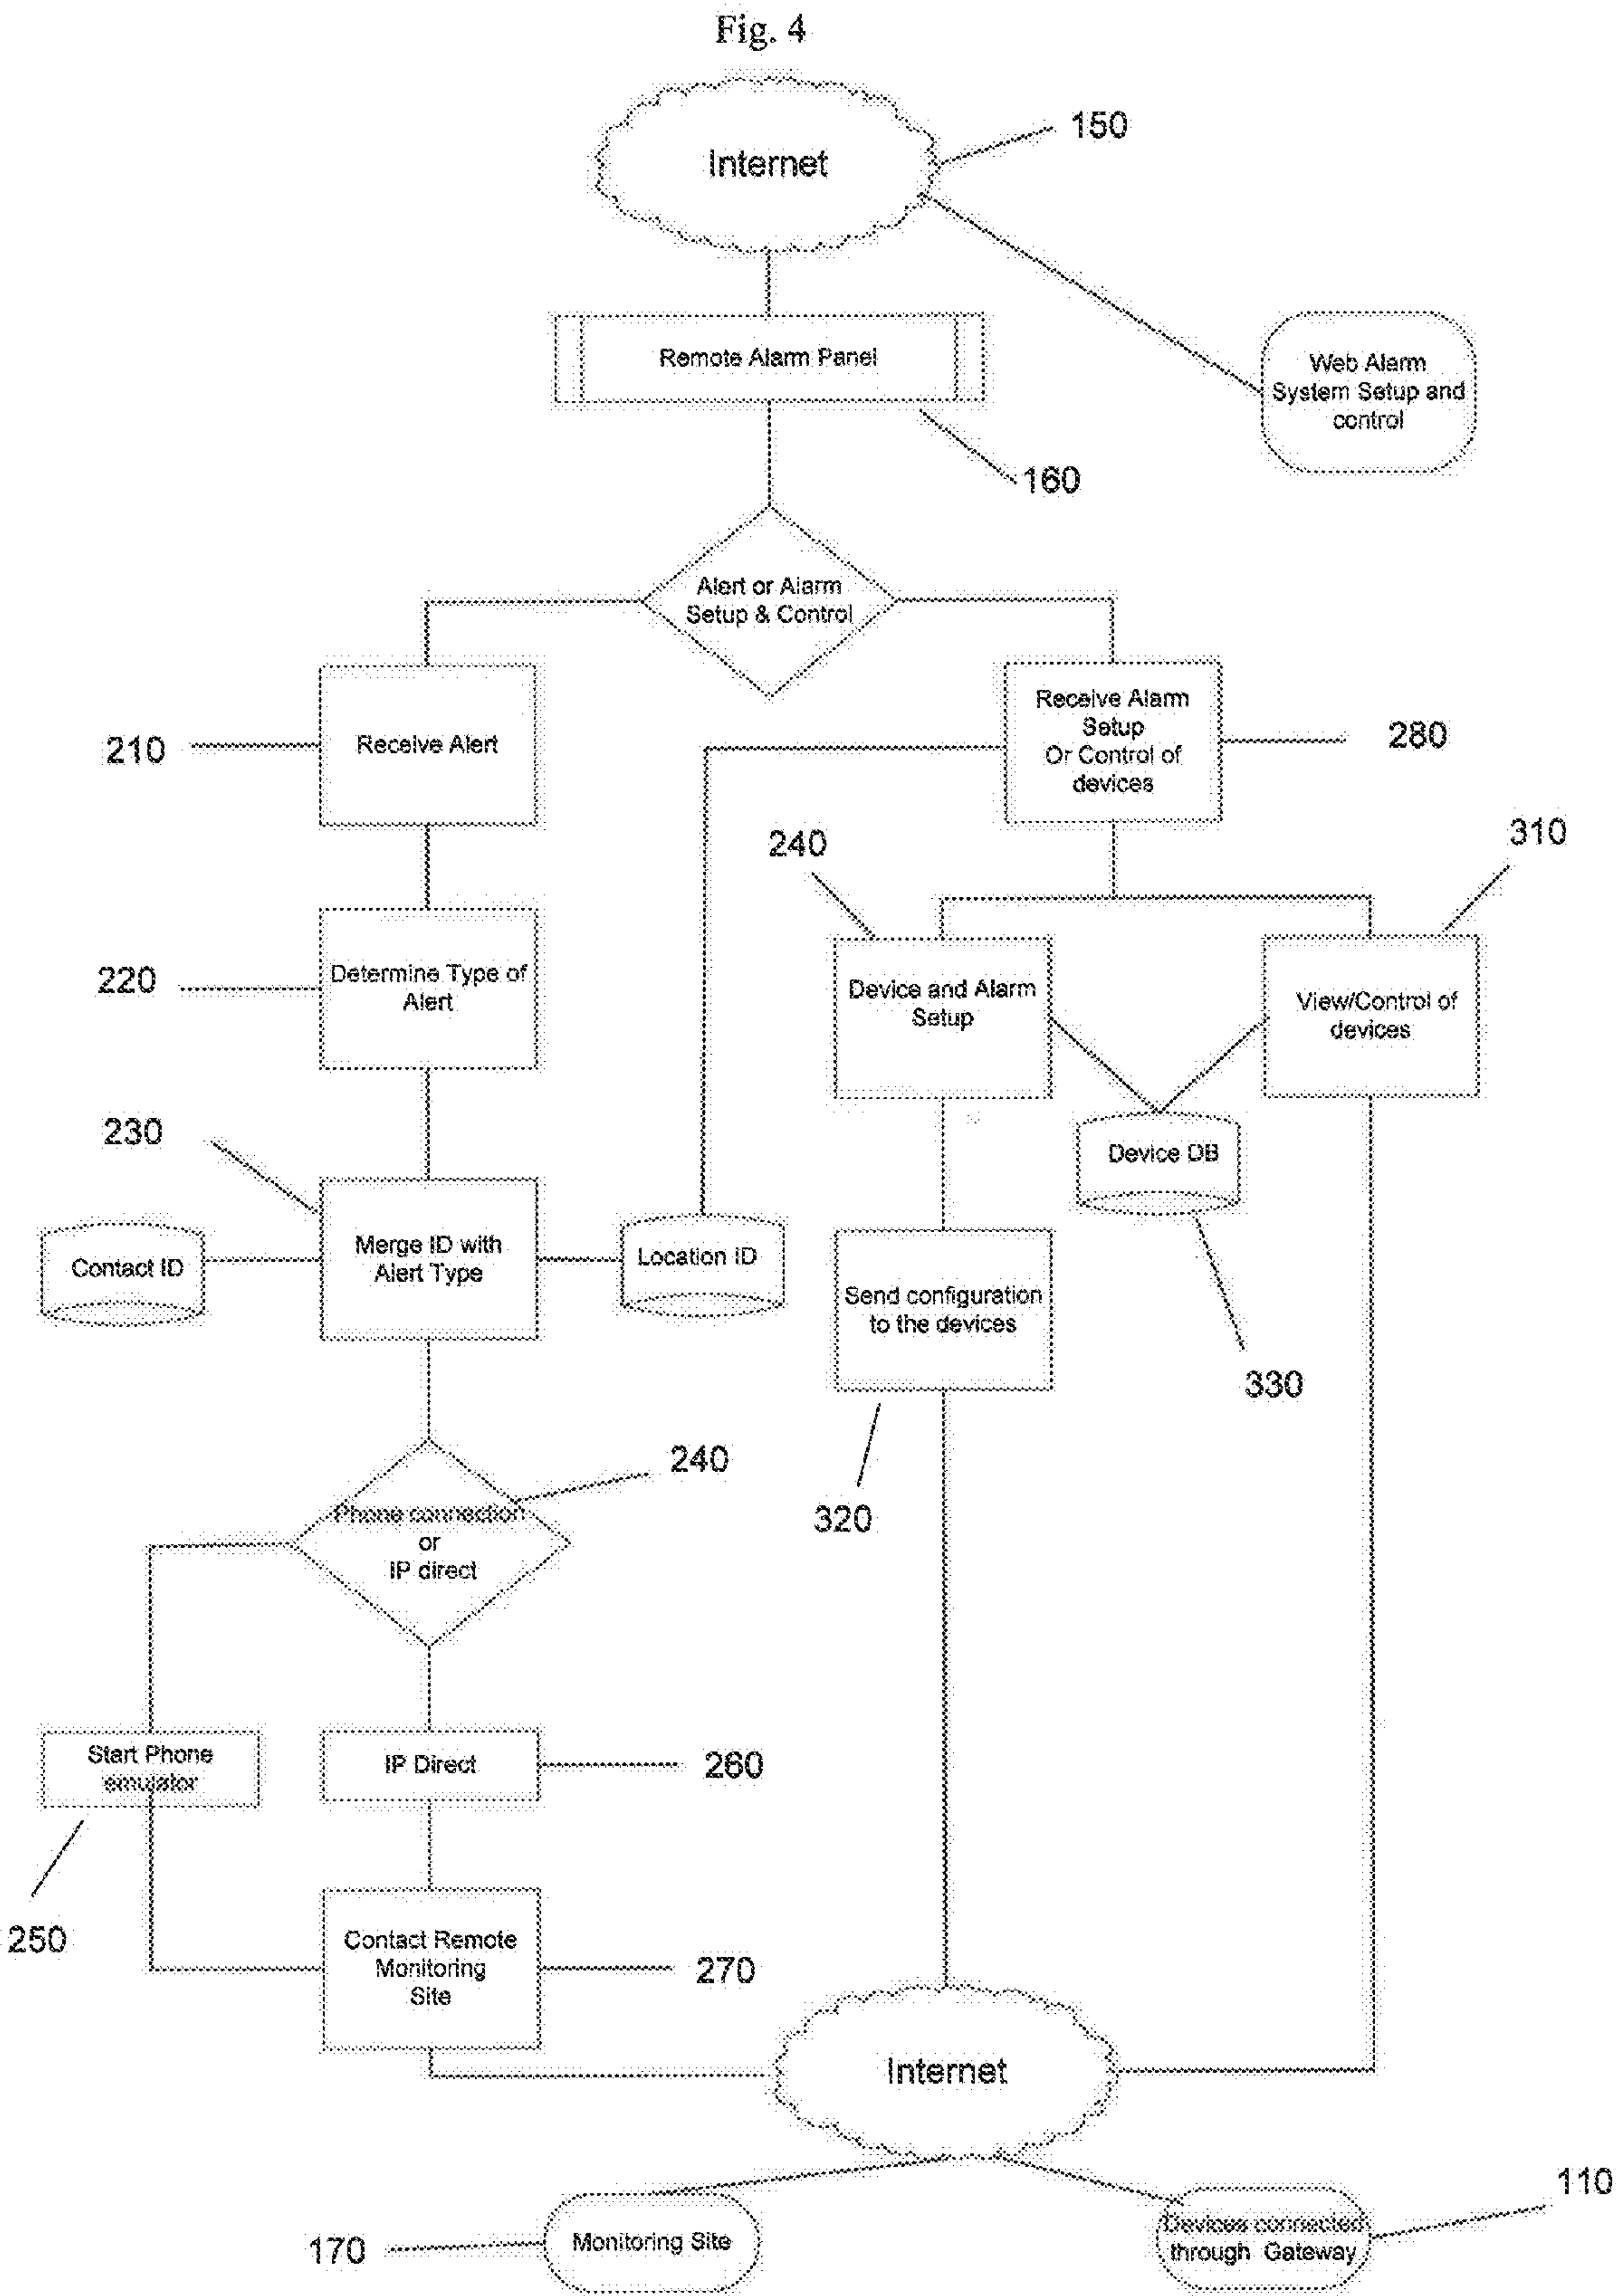 Fig. 4
Internet
150
Remote Alarm Panel
160
Web Alarm
System Setup and
control
Alert or Alarm
Setup & Control
210
Receive Alert
Receive Alarm
Setup
Or Control of
devices
280
240
310
220
Determine Type of
Alert
Device and Alarm
Setup
View/Control of
devices
230
Device DB
Contact ID
Merge ID with
Alert Type
Location ID
Send configuration
to the devices
330
240
320
Phone connection
or
IP direct
Start Phone
emulator
IP Direct
260
250
Contact Remote
Monitoring
Site
270
Internet
110
170
Monitoring Site
Devices connected
through Gateway